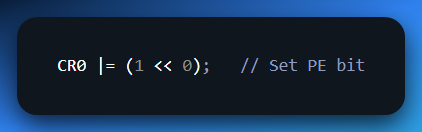 CR0 |= (1 << 0);   // Set PE bit